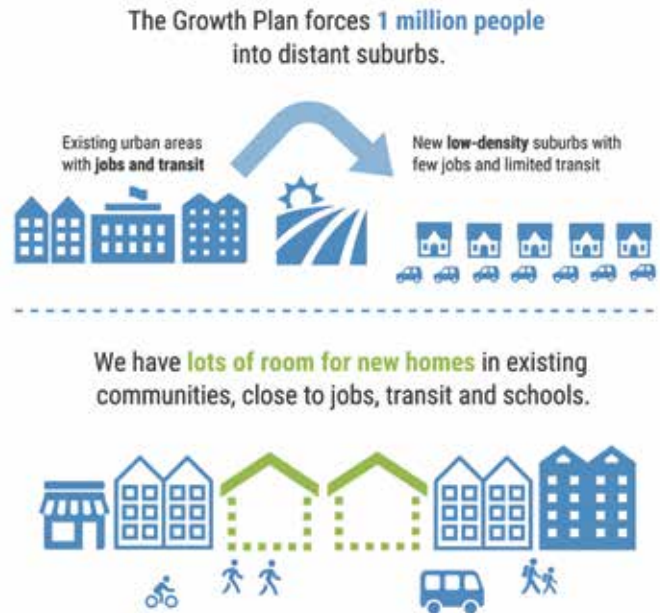 The Growth Plan forces 1 million people
into distant suburbs.
Existing urban areas
with jobs and transit
New low-density suburbs with
few jobs and limited transit
We have lots of room for new homes in existing
communities, close to jobs, transit and schools.